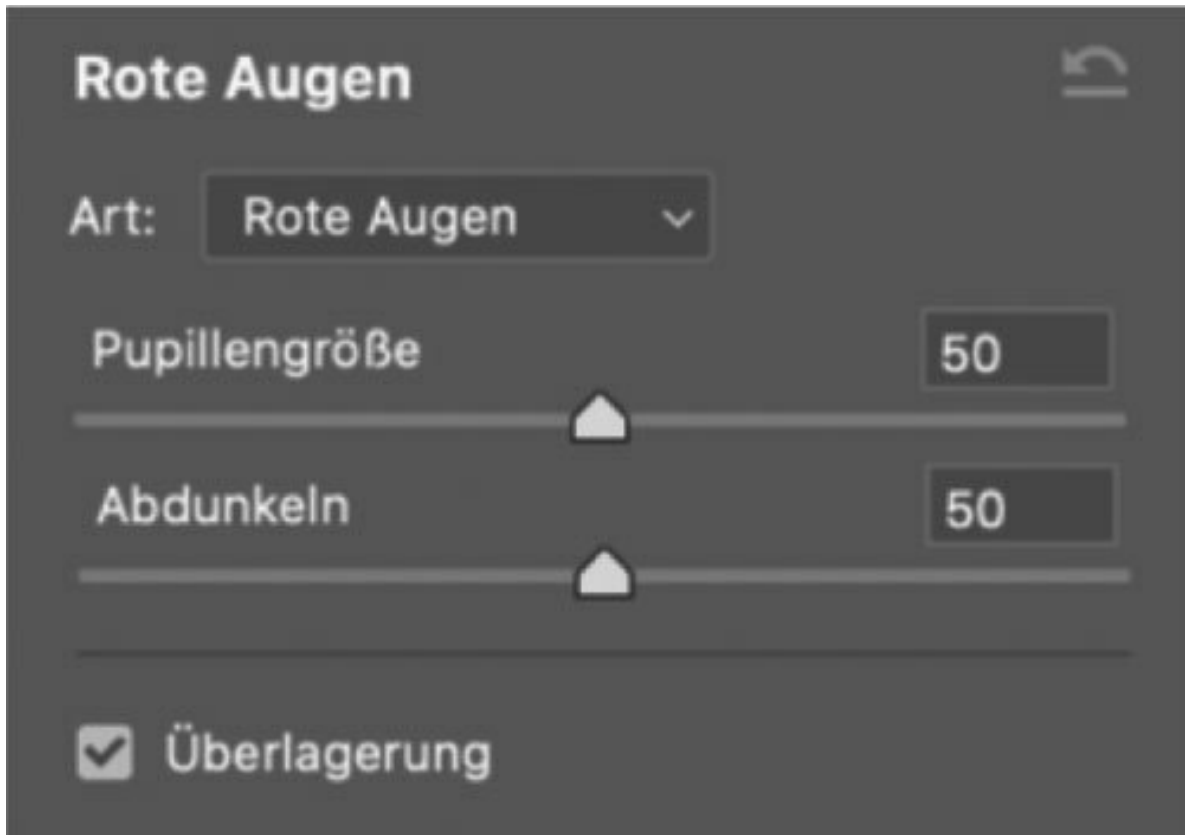 Rote Augen
Art: Rote Augen
Pupillengröße 50
Abdunkeln 50
Überlagerung